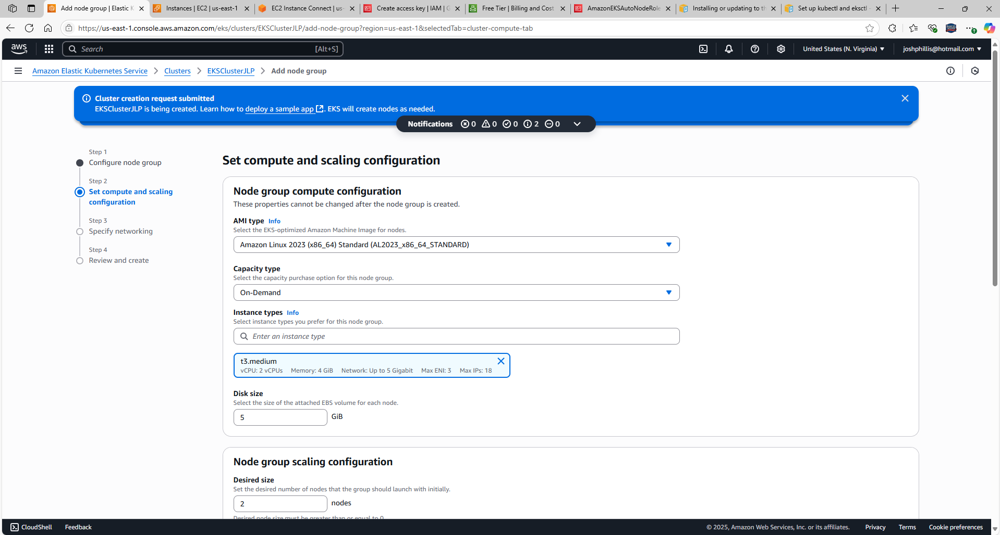 Add node group | Elastic K
Instances | EC2 | us-east-1
EC2 Instance Connect | us-
Create access key | IAM | G
Free Tier | Billing and Cost
AmazonEKSAutoNodeRole
Installing or updating to th
Set up kubectl and eksctl -
https://us-east-1.console.aws.amazon.com/eks/clusters/EKSClusterJLP/add-node-group?region=us-east-1&selectedTab=cluster-compute-tab
aws
Search
[Alt+S]
United States (N. Virginia)
joshphillis@hotmail.com
Amazon Elastic Kubernetes Service
Clusters
EKSClusterJLP
Add node group
Cluster creation request submitted
EKSClusterJLP is being created. Learn how to deploy a sample app. EKS will create nodes as needed.
Notifications 0 0 0 2 0
Step 1
Configure node group
Step 2
Set compute and scaling
configuration
Step 3
Specify networking
Step 4
Review and create
Set compute and scaling configuration
Node group compute configuration
These properties cannot be changed after the node group is created.
AMI type Info
Select the EKS-optimized Amazon Machine Image for nodes.
Amazon Linux 2023 (x86_64) Standard (AL2023_x86_64_STANDARD)
Capacity type
Select the capacity purchase option for this node group.
On-Demand
Instance types Info
Select instance types you prefer for this node group.
Enter an instance type
t3.medium
vCPU: 2 vCPUs Memory: 4 GiB Network: Up to 5 Gigabit Max ENI: 3 Max IPs: 18
Disk size
Select the size of the attached EBS volume for each node.
5 GiB
Node group scaling configuration
Desired size
Set the desired number of nodes that the group should launch with initially.
2 nodes
Desired node size must be greater than or equal to 0
CloudShell
Feedback
© 2025, Amazon Web Services, Inc. or its affiliates.
Privacy
Terms
Cookie preferences